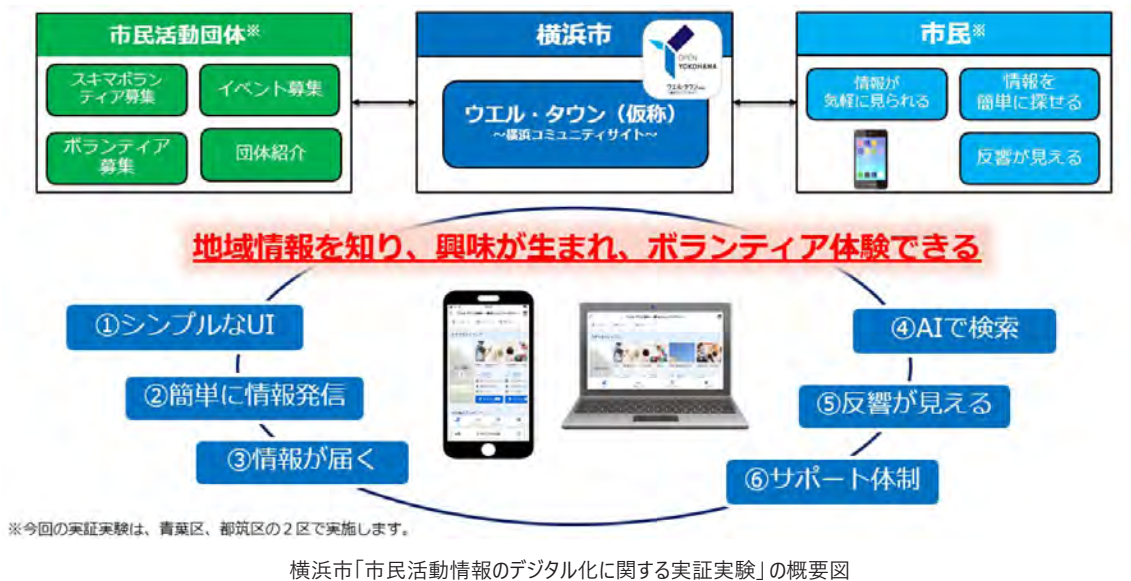 市民活動団体※
スキマボラン
ティア募集
イベント募集
ボランティア
募集
団体紹介
横浜市
OPEN
YOKOHAMA
ウエル・タウン（仮称）
～横浜コミュニティサイト～
市民※
情報が
気軽に見られる
情報を
簡単に探せる
反響が見える
地域情報を知り、興味が生まれ、ボランティア体験できる
①シンプルなUI
②簡単に情報発信
③情報が届く
④AIで検索
⑤反響が見える
⑥サポート体制
※今回の実証実験は、青葉区、都筑区の２区で実施します。
横浜市「市民活動情報のデジタル化に関する実証実験」の概要図